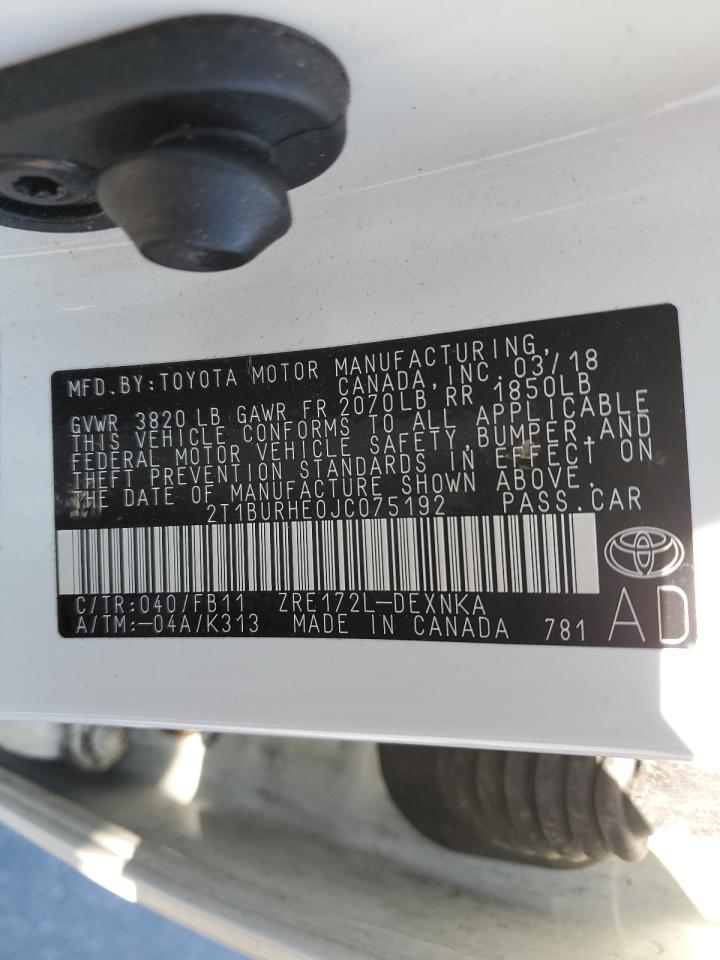 MFD.BY:TOYOTA MOTOR MANUFACTURING,
CANADA,INC. 03/18
GVWR 3820 LB GAWR FR 2070LB RR 1850LB
THIS VEHICLE CONFORMS TO ALL APPLICABLE
FEDERAL MOTOR VEHICLE SAFETY,BUMPER,AND
THEFT PREVENTION STANDARDS IN EFFECT ON
THE DATE OF MANUFACTURE SHOWN ABOVE.
2T1BURHE0JC075192 PASS.CAR
C/TR:040/FB11 ZRE172L-DEXNKA
A/TM:-04A/K313 MADE IN CANADA 781
AD